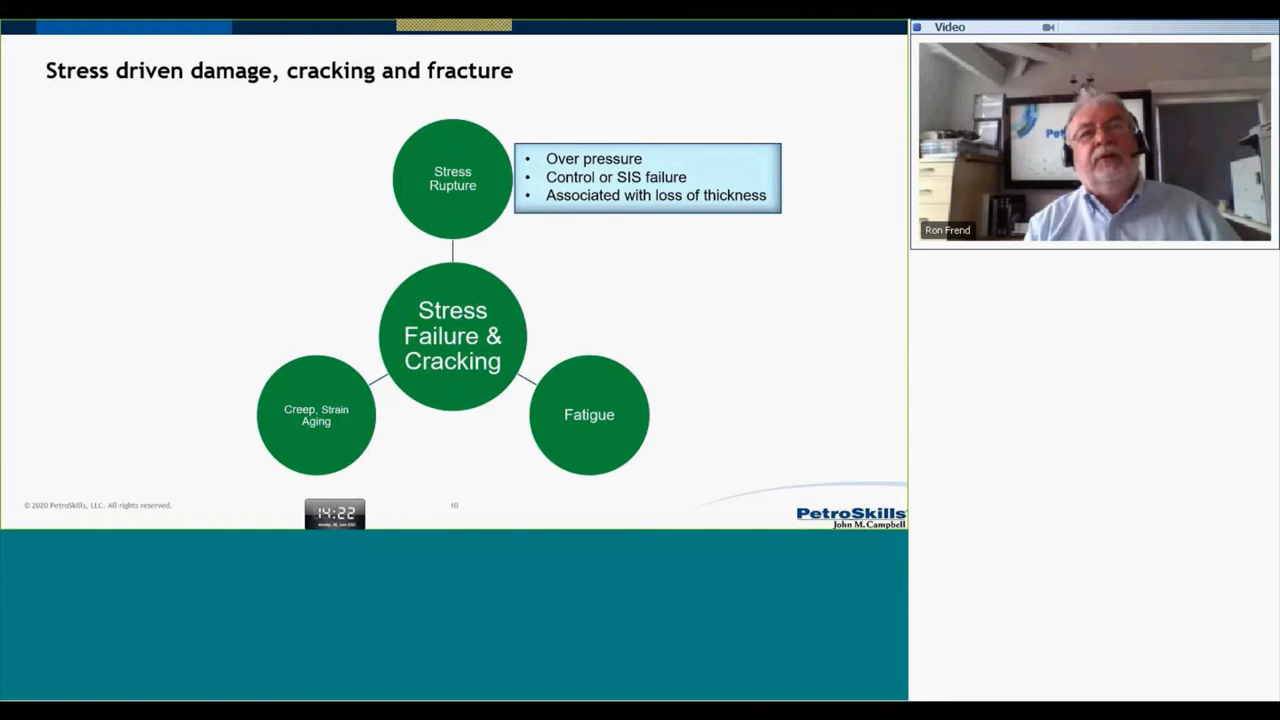 Video
Stress driven damage, cracking and fracture
Stress
Rupture
• Over pressure
• Control or SIS failure
• Associated with loss of thickness
Stress
Failure &
Cracking
Creep, Strain
Aging
Fatigue
Ron Frend
© 2020 PetroSkills, LLC. All rights reserved.
14:22
10
PetroSkills
John M. Campbell